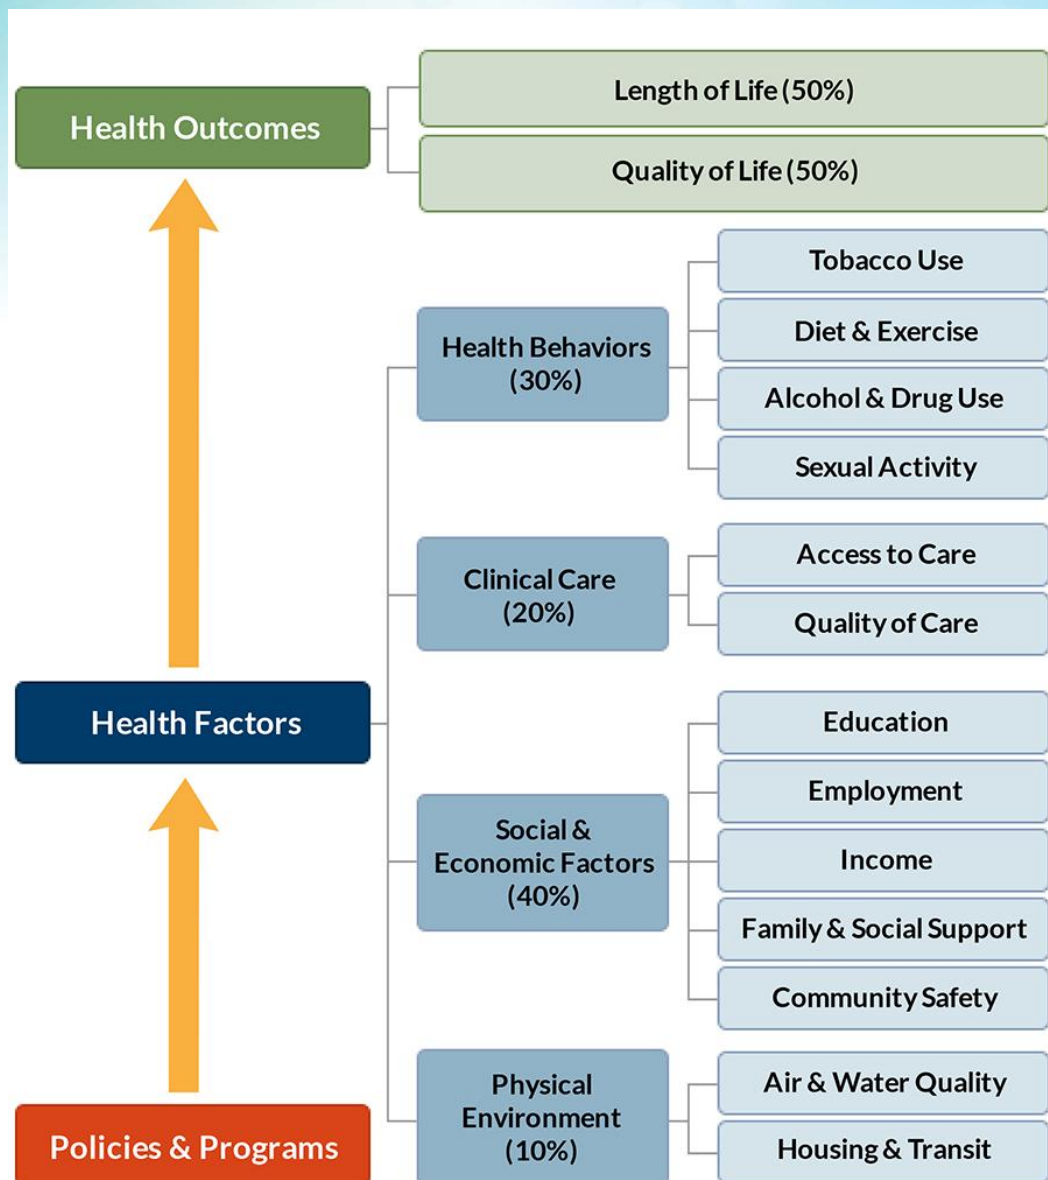 Health Outcomes
Length of Life (50%)
Quality of Life (50%)
Health Factors
Health Behaviors
(30%)
Tobacco Use
Diet & Exercise
Alcohol & Drug Use
Sexual Activity
Clinical Care
(20%)
Access to Care
Quality of Care
Social &
Economic Factors
(40%)
Education
Employment
Income
Family & Social Support
Community Safety
Physical
Environment
(10%)
Air & Water Quality
Housing & Transit
Policies & Programs